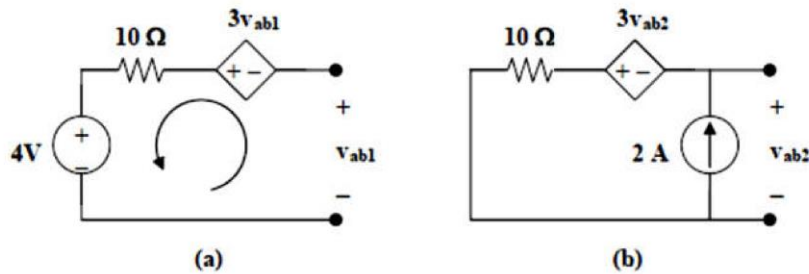 10 Ω 3v_ab1
+ −
+
−
4V
+
v_ab1
−
(a)
10 Ω 3v_ab2
+ −
2 A
+
v_ab2
−
(b)